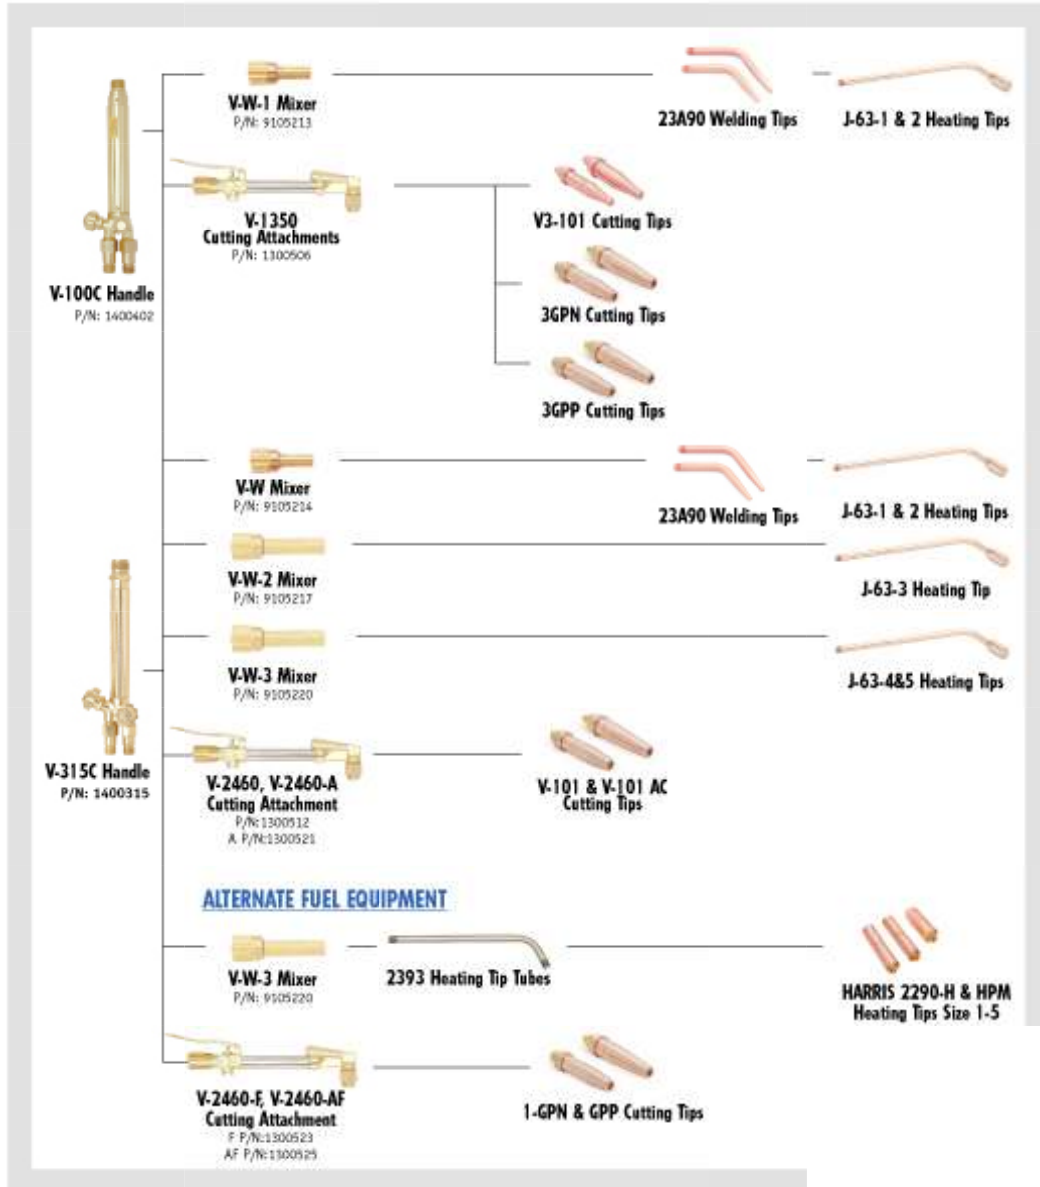 V-W-1 Mixer
P/N: 9105213
23A90 Welding Tips
J-63-1 & 2 Heating Tips
V-1350
Cutting Attachments
P/N: 1300506
V3-101 Cutting Tips
V-100C Handle
P/N: 1400402
3GPN Cutting Tips
3GPP Cutting Tips
V-W Mixer
P/N: 9105214
23A90 Welding Tips
J-63-1 & 2 Heating Tips
V-W-2 Mixer
P/N: 9105217
J-63-3 Heating Tip
V-W-3 Mixer
P/N: 9105220
J-63-4&5 Heating Tips
V-315C Handle
P/N: 1400315
V-2460, V-2460-A
Cutting Attachment
P/N:1300512
A P/N:1300521
V-101 & V-101 AC
Cutting Tips
ALTERNATE FUEL EQUIPMENT
V-W-3 Mixer
P/N: 9105220
2393 Heating Tip Tubes
HARRIS 2290-H & HPM
Heating Tips Size 1-5
V-2460-F, V-2460-AF
Cutting Attachment
F P/N:1300523
AF P/N:1300525
1-GPN & GPP Cutting Tips